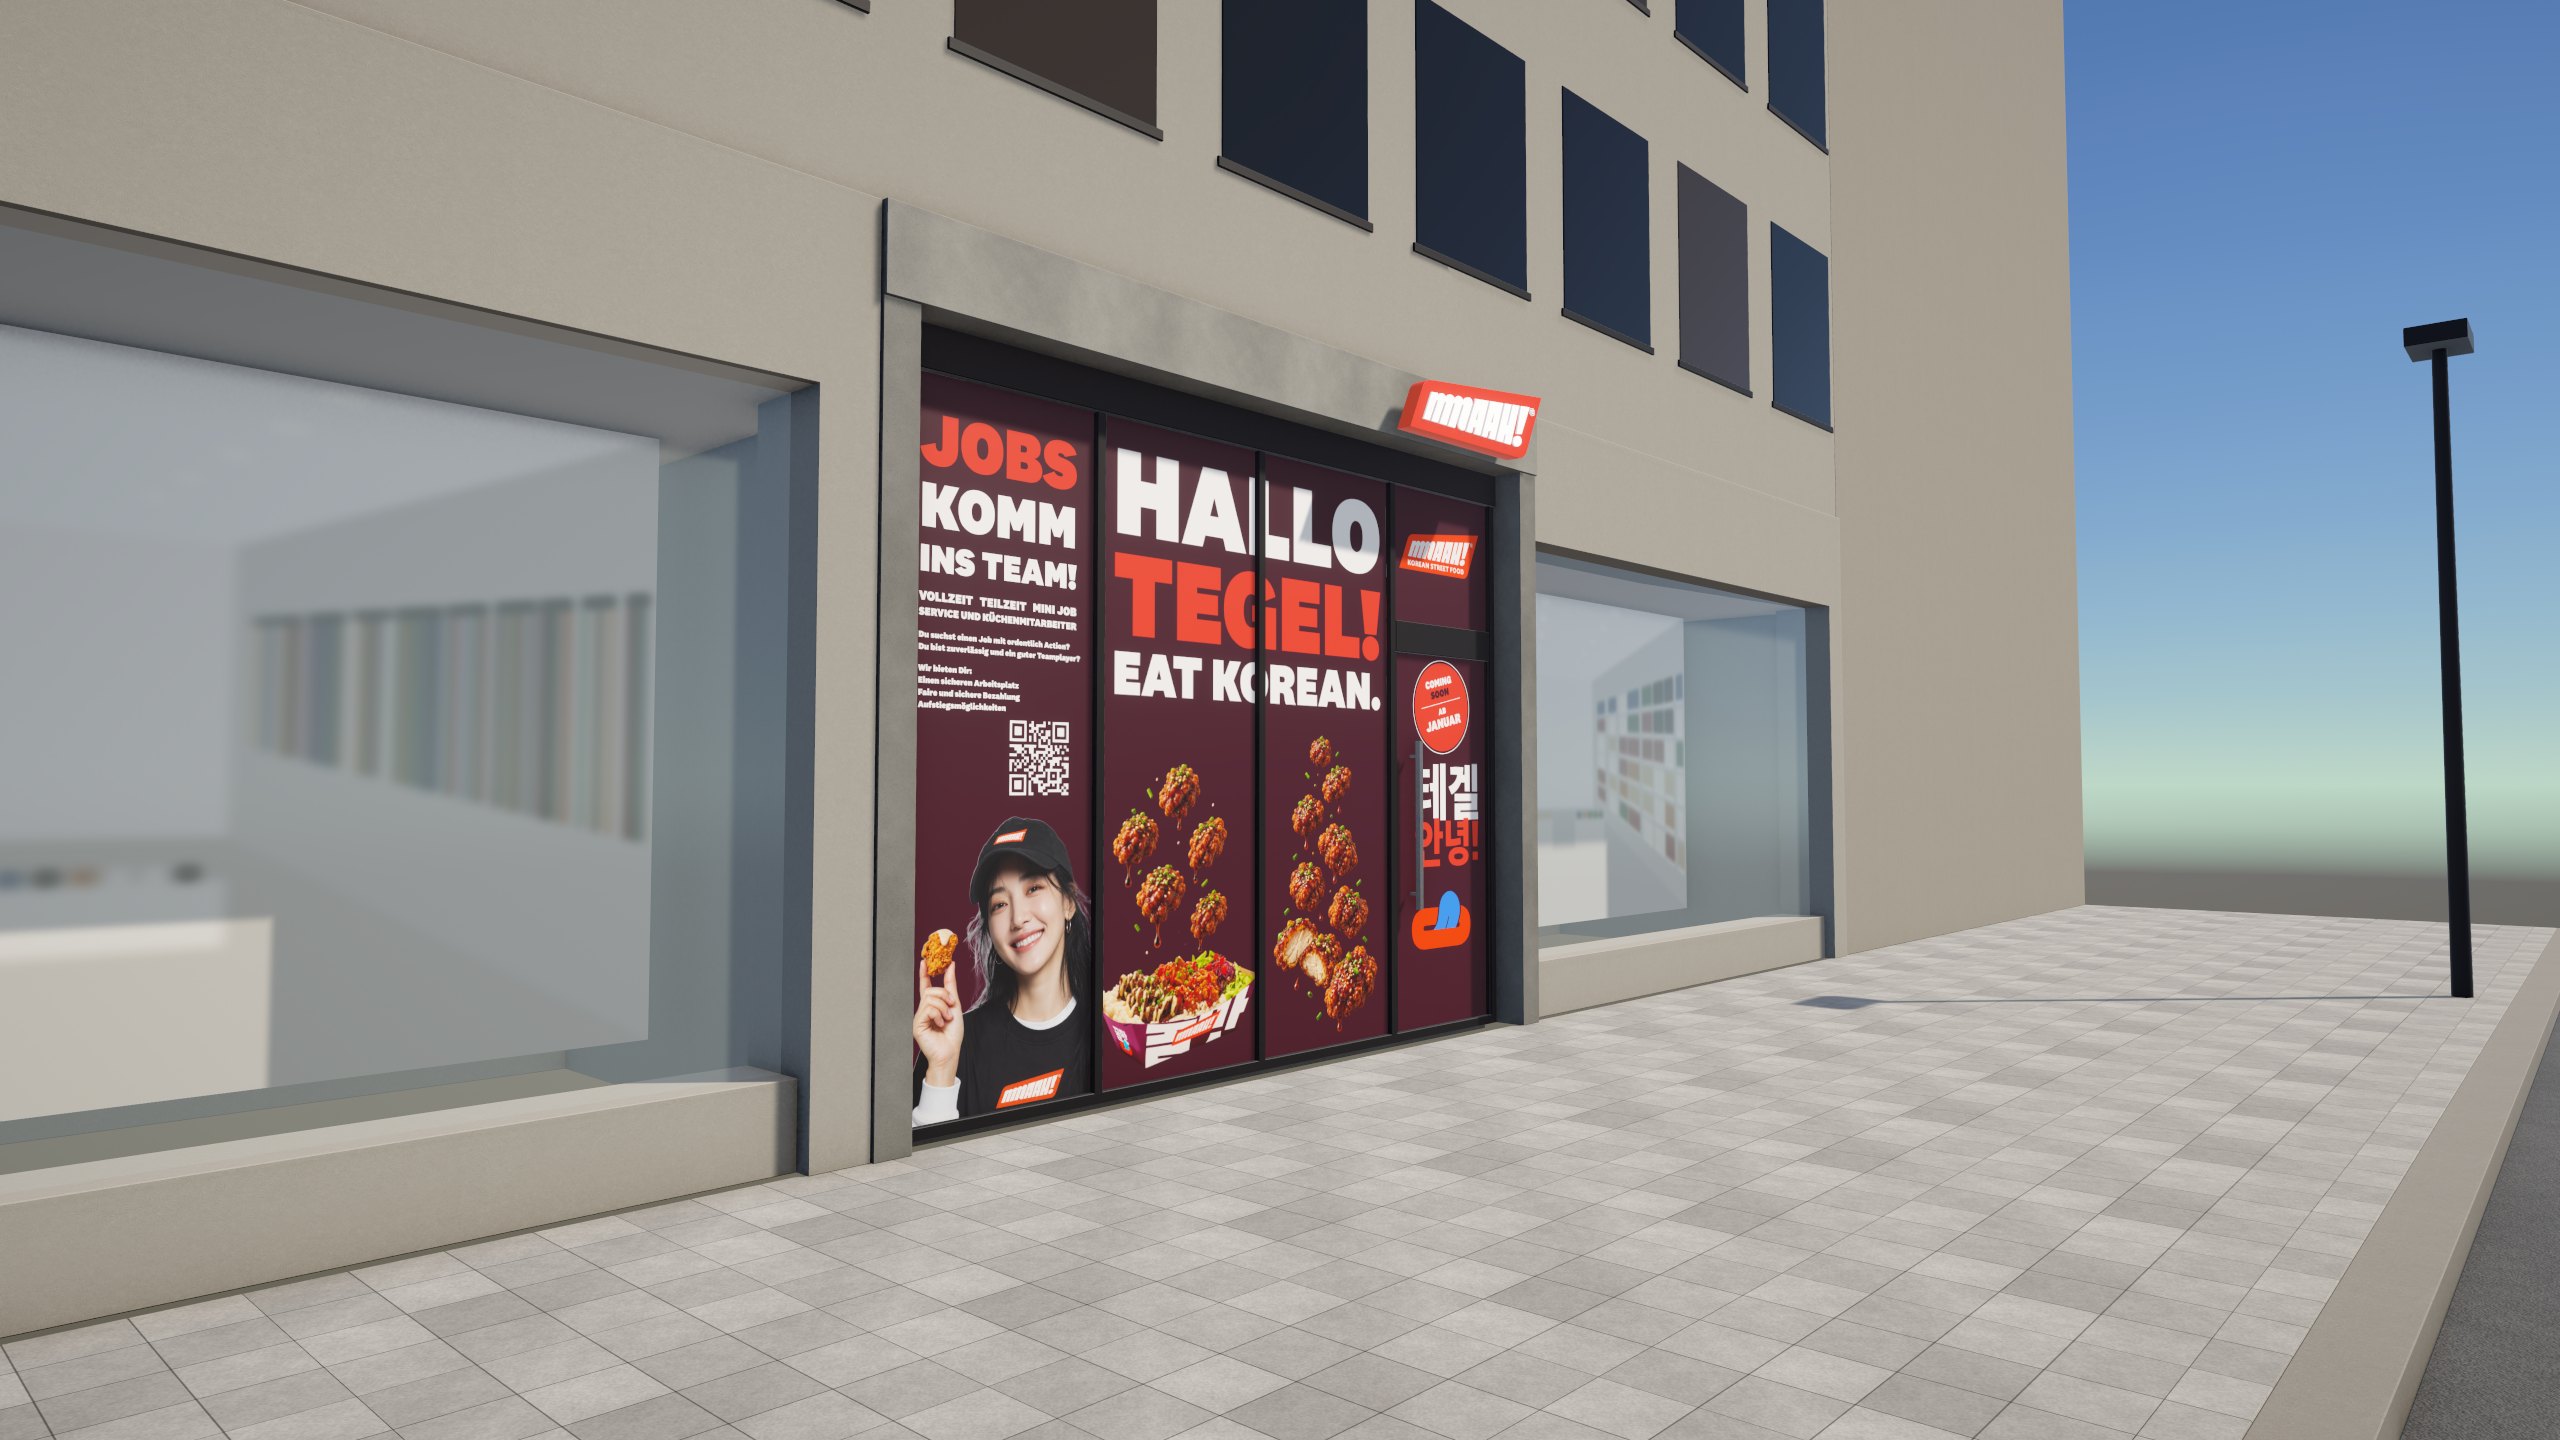 MMAAH!
JOBS
KOMM
INS TEAM!
VOLLZEIT TEILZEIT MINI JOB
SERVICE UND KÜCHENMITARBEITER
Du suchst einen Job mit ordentlich Action?
Du bist zuverlässig und ein guter Teamplayer?
Wir bieten Dir:
Einen sicheren Arbeitsplatz
Faire und sichere Bezahlung
Aufstiegsmöglichkeiten
MMAAH!
HALLO
TEGEL!
EAT KOREAN.
MMAAH!
KOREAN STREET FOOD
COMING
SOON
AB
JANUAR
테겔
안녕!